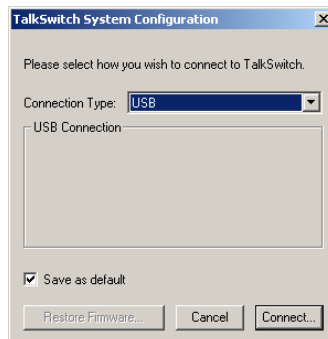 TalkSwitch System Configuration
Please select how you wish to connect to TalkSwitch.
Connection Type: USB
USB Connection
Save as default
Restore Firmware... Cancel Connect...